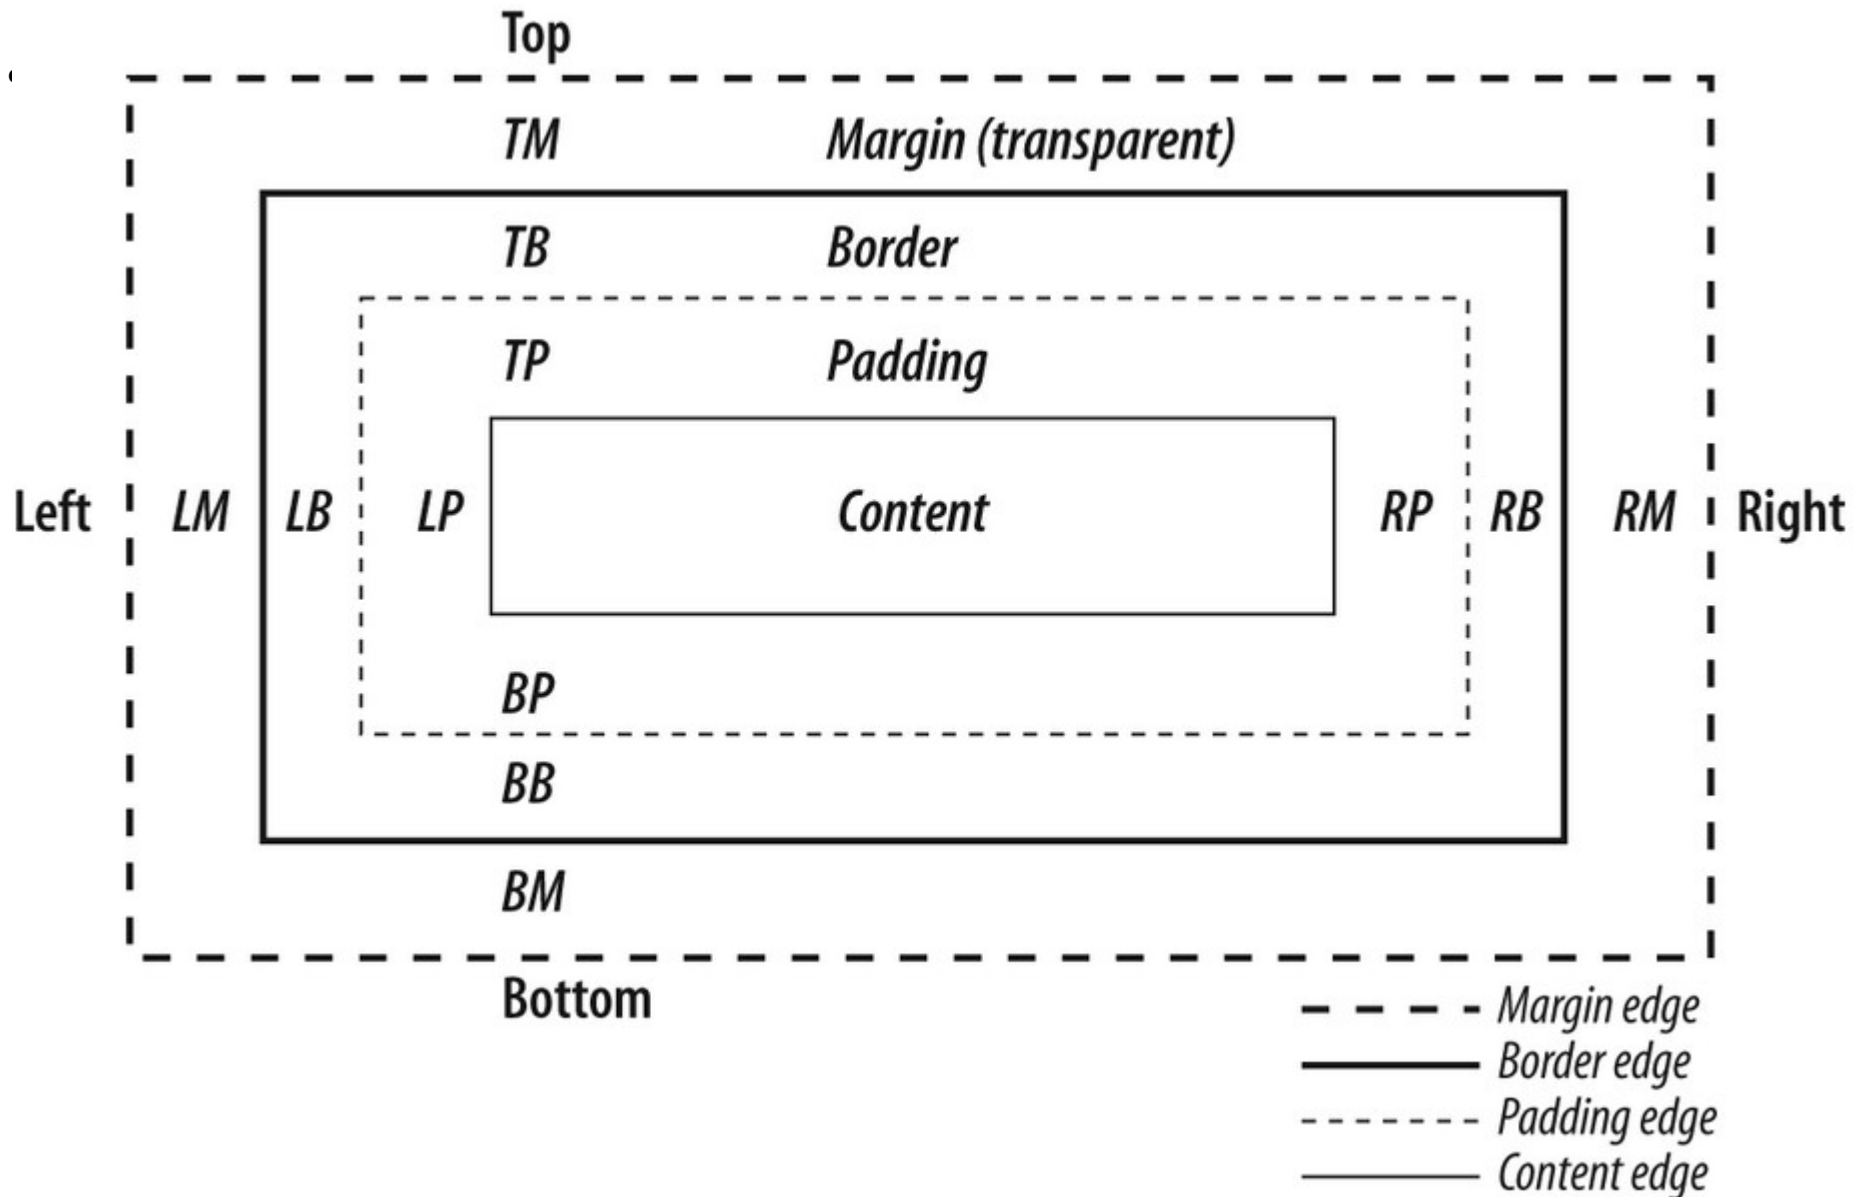 Top
TM Margin (transparent)
TB Border
TP Padding
Left LM LB LP Content RP RB RM Right
BP
BB
BM
Bottom
Margin edge
Border edge
Padding edge
Content edge